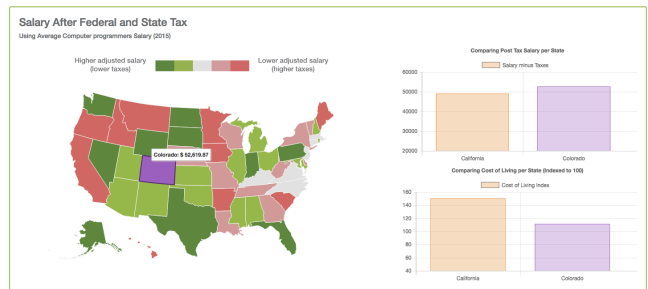 Salary After Federal and State Tax
Using Average Computer programmers Salary (2015)
Higher adjusted salary
(lower taxes)
Lower adjusted salary
(higher taxes)
Colorado: $ 52,619.87
Comparing Post Tax Salary per State
Salary minus Taxes
60000
50000
40000
30000
20000
California
Colorado
Comparing Cost of Living per State (Indexed to 100)
Cost of Living Index
160
140
120
100
80
60
40
California
Colorado